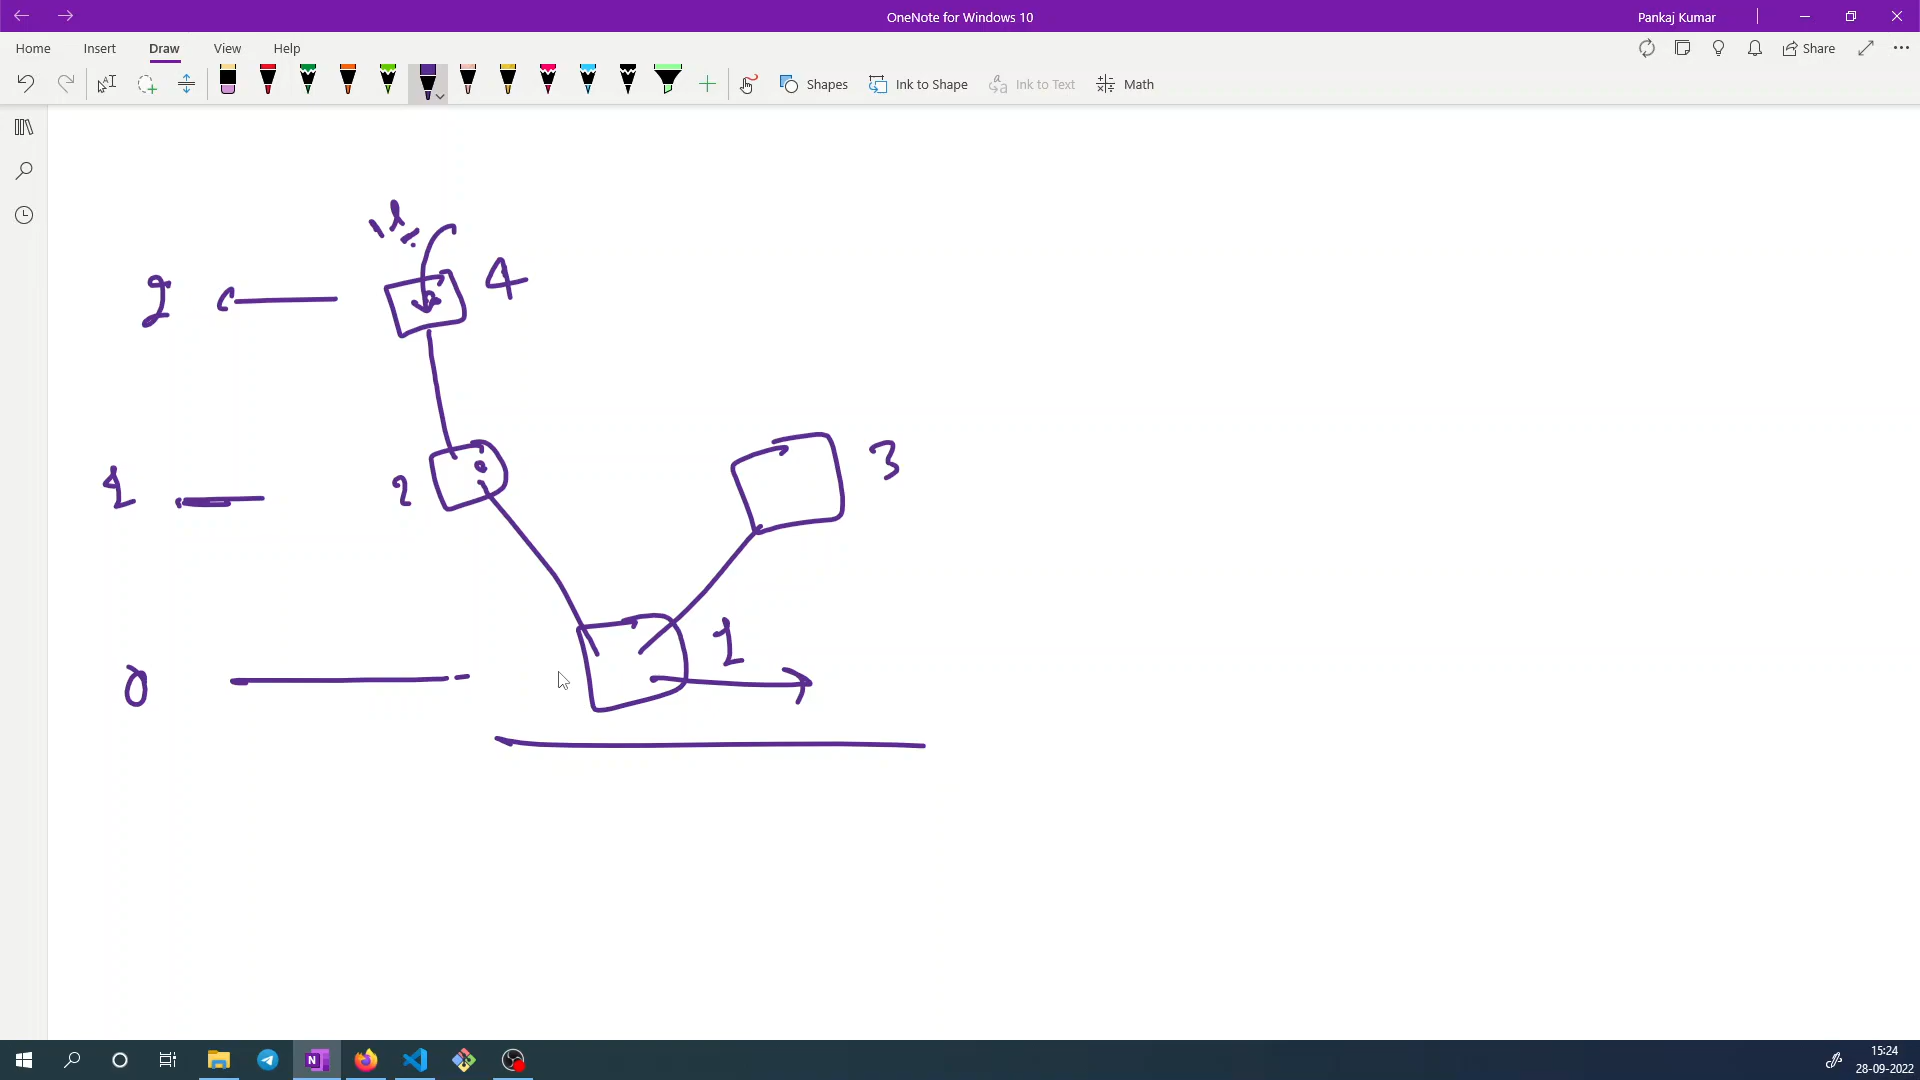 OneNote for Windows 10
Pankaj Kumar
Home Insert Draw View Help
Share
Shapes
Ink to Shape
Ink to Text
Math
2
4
1
2
3
0
1
15:24
28-09-2022